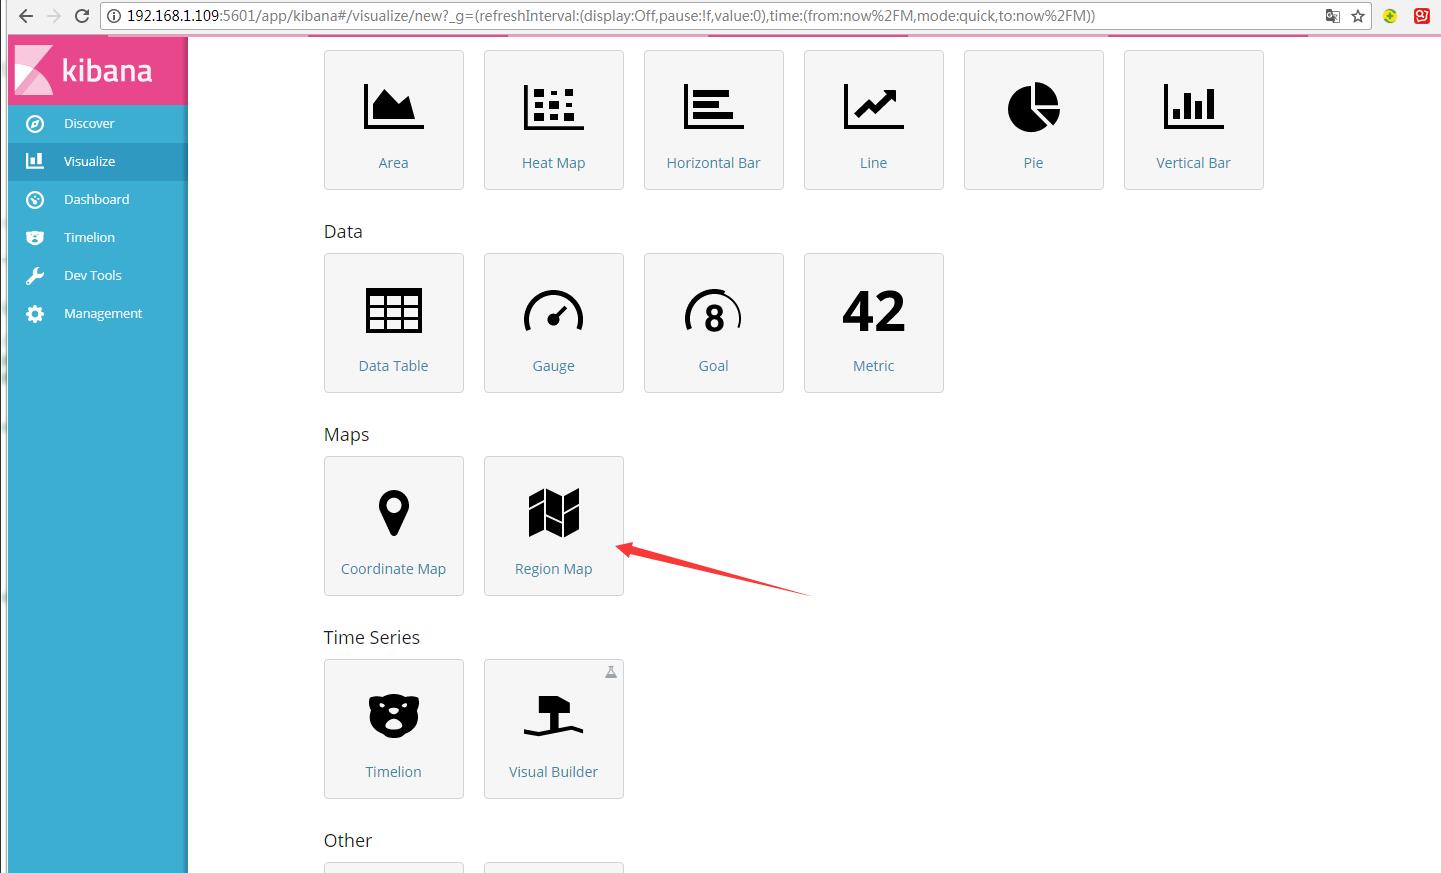 192.168.1.109:5601/app/kibana#/visualize/new?_g=(refreshInterval:(display:Off,pause:!f,value:0),time:(from:now%2FM,mode:quick,to:now%2FM))
kibana
Discover
Visualize
Dashboard
Timelion
Dev Tools
Management
Area
Heat Map
Horizontal Bar
Line
Pie
Vertical Bar
Data
8
42
Data Table
Gauge
Goal
Metric
Maps
Coordinate Map
Region Map
Time Series
Timelion
Visual Builder
Other